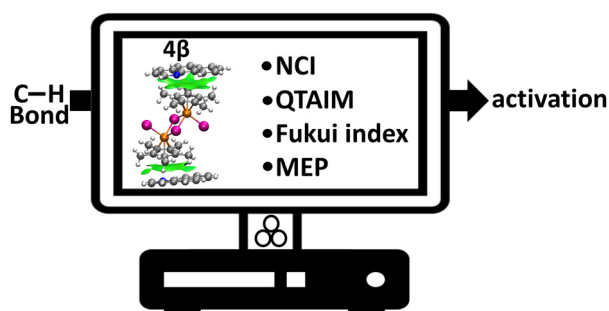 4β
C–H
Bond
•NCI
•QTAIM
•Fukui index
•MEP
activation